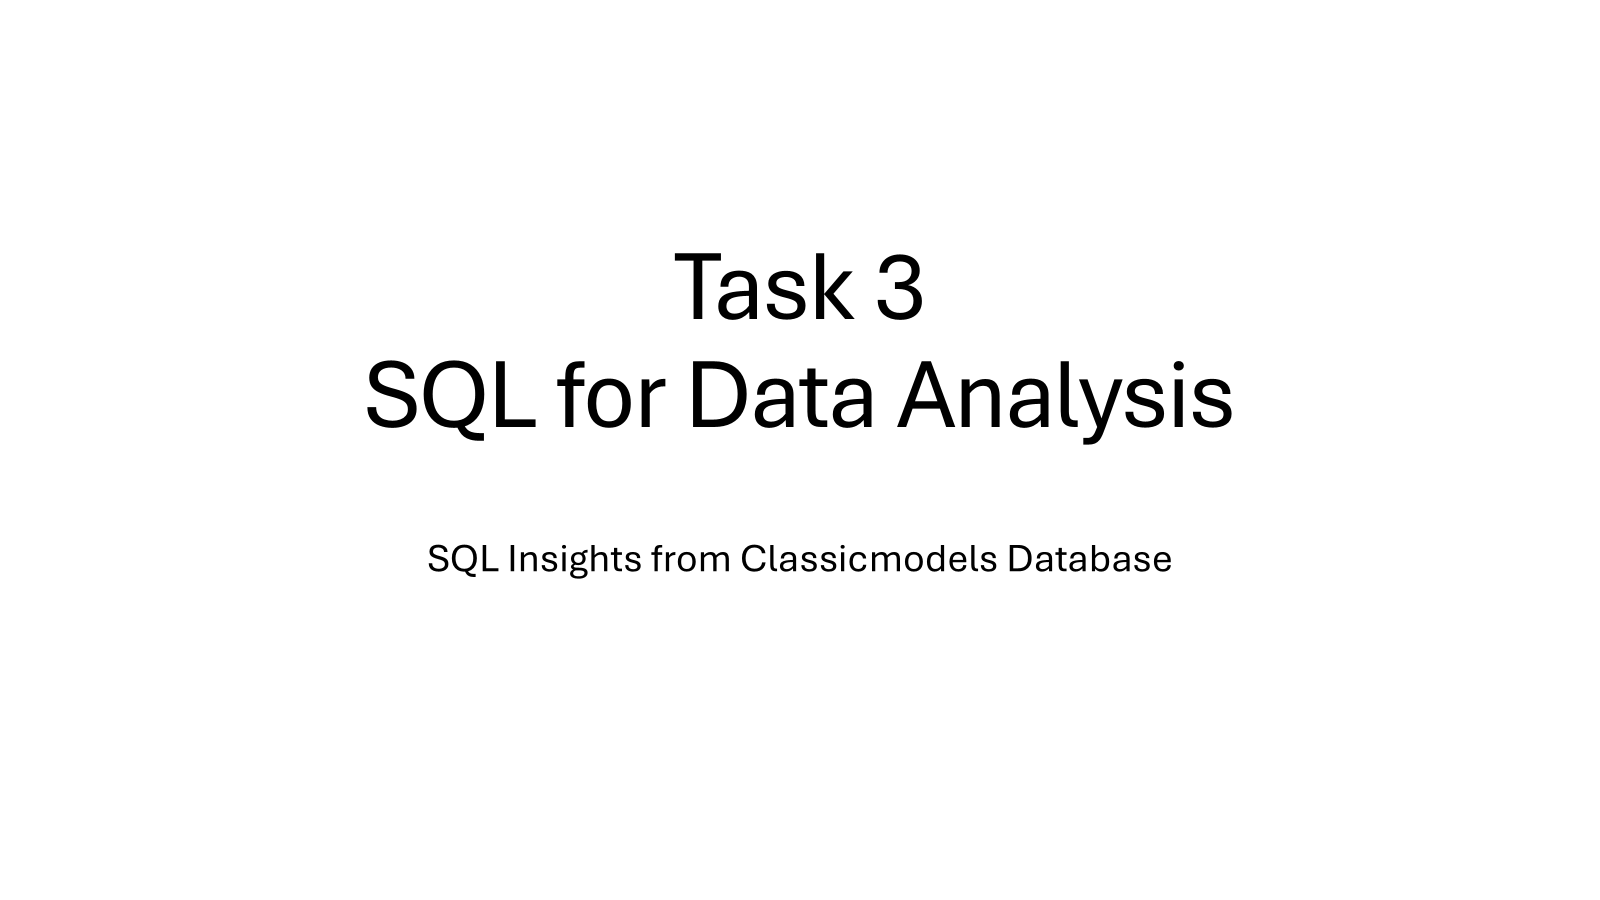 Task 3
SQL for Data Analysis
SQL Insights from Classicmodels Database